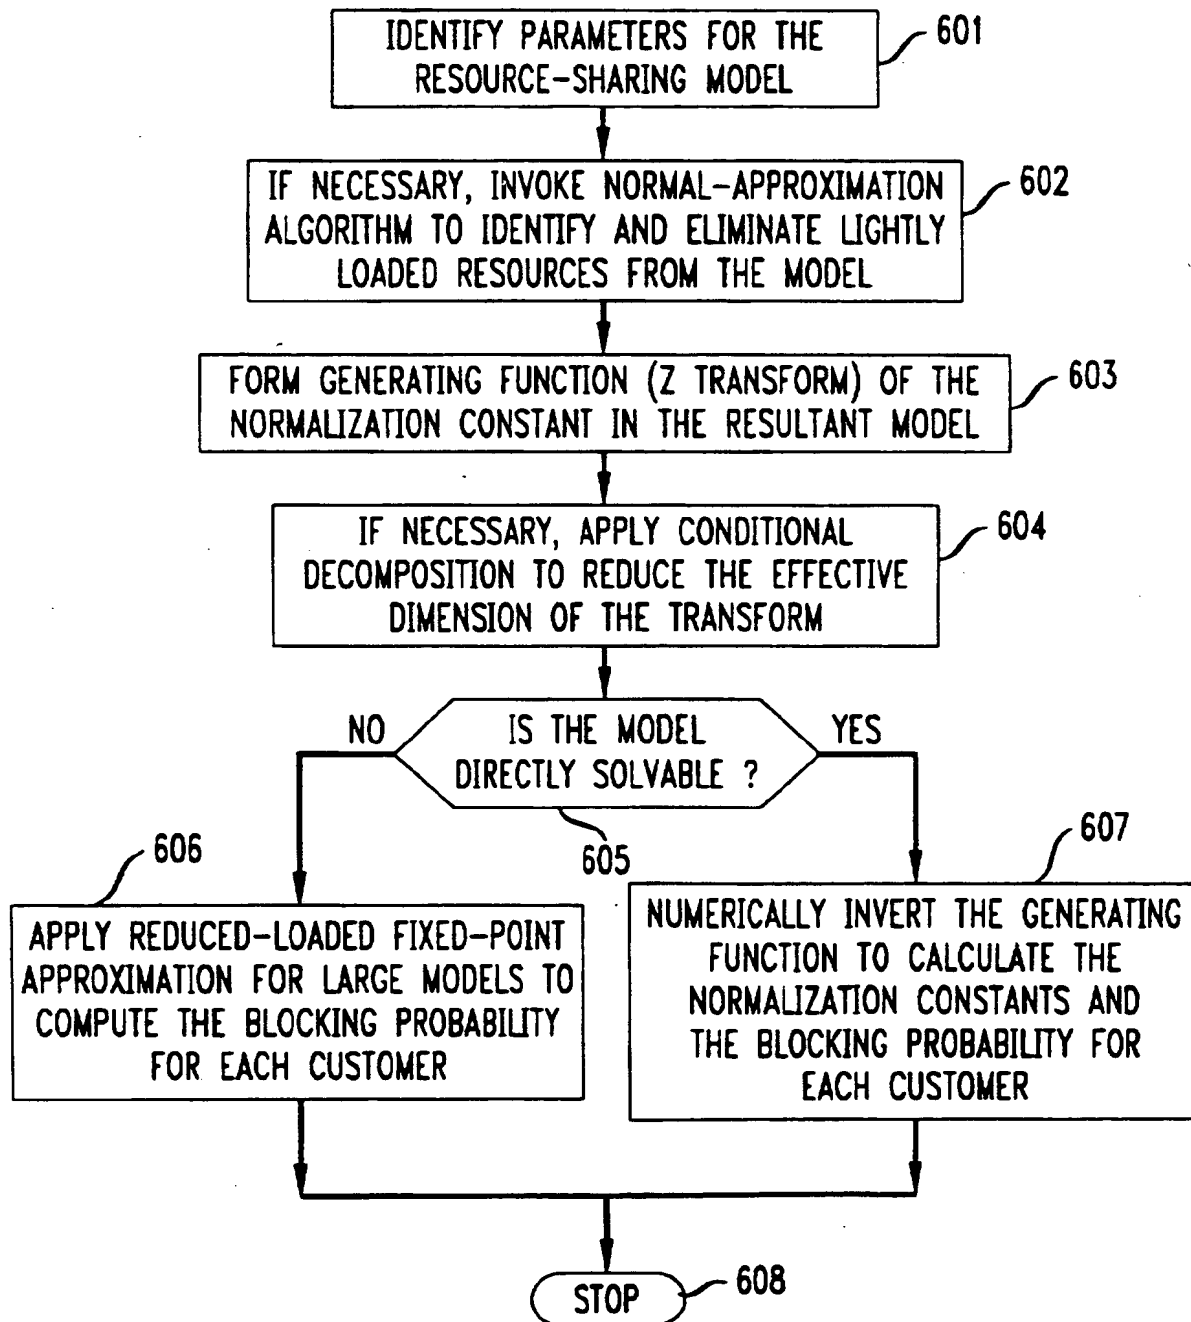 IDENTIFY PARAMETERS FOR THE
RESOURCE-SHARING MODEL
601
IF NECESSARY, INVOKE NORMAL-APPROXIMATION
ALGORITHM TO IDENTIFY AND ELIMINATE LIGHTLY
LOADED RESOURCES FROM THE MODEL
602
FORM GENERATING FUNCTION (Z TRANSFORM) OF THE
NORMALIZATION CONSTANT IN THE RESULTANT MODEL
603
IF NECESSARY, APPLY CONDITIONAL
DECOMPOSITION TO REDUCE THE EFFECTIVE
DIMENSION OF THE TRANSFORM
604
NO
IS THE MODEL
DIRECTLY SOLVABLE ?
YES
605
606
APPLY REDUCED-LOADED FIXED-POINT
APPROXIMATION FOR LARGE MODELS TO
COMPUTE THE BLOCKING PROBABILITY
FOR EACH CUSTOMER
607
NUMERICALLY INVERT THE GENERATING
FUNCTION TO CALCULATE THE
NORMALIZATION CONSTANTS AND
THE BLOCKING PROBABILITY FOR
EACH CUSTOMER
STOP
608